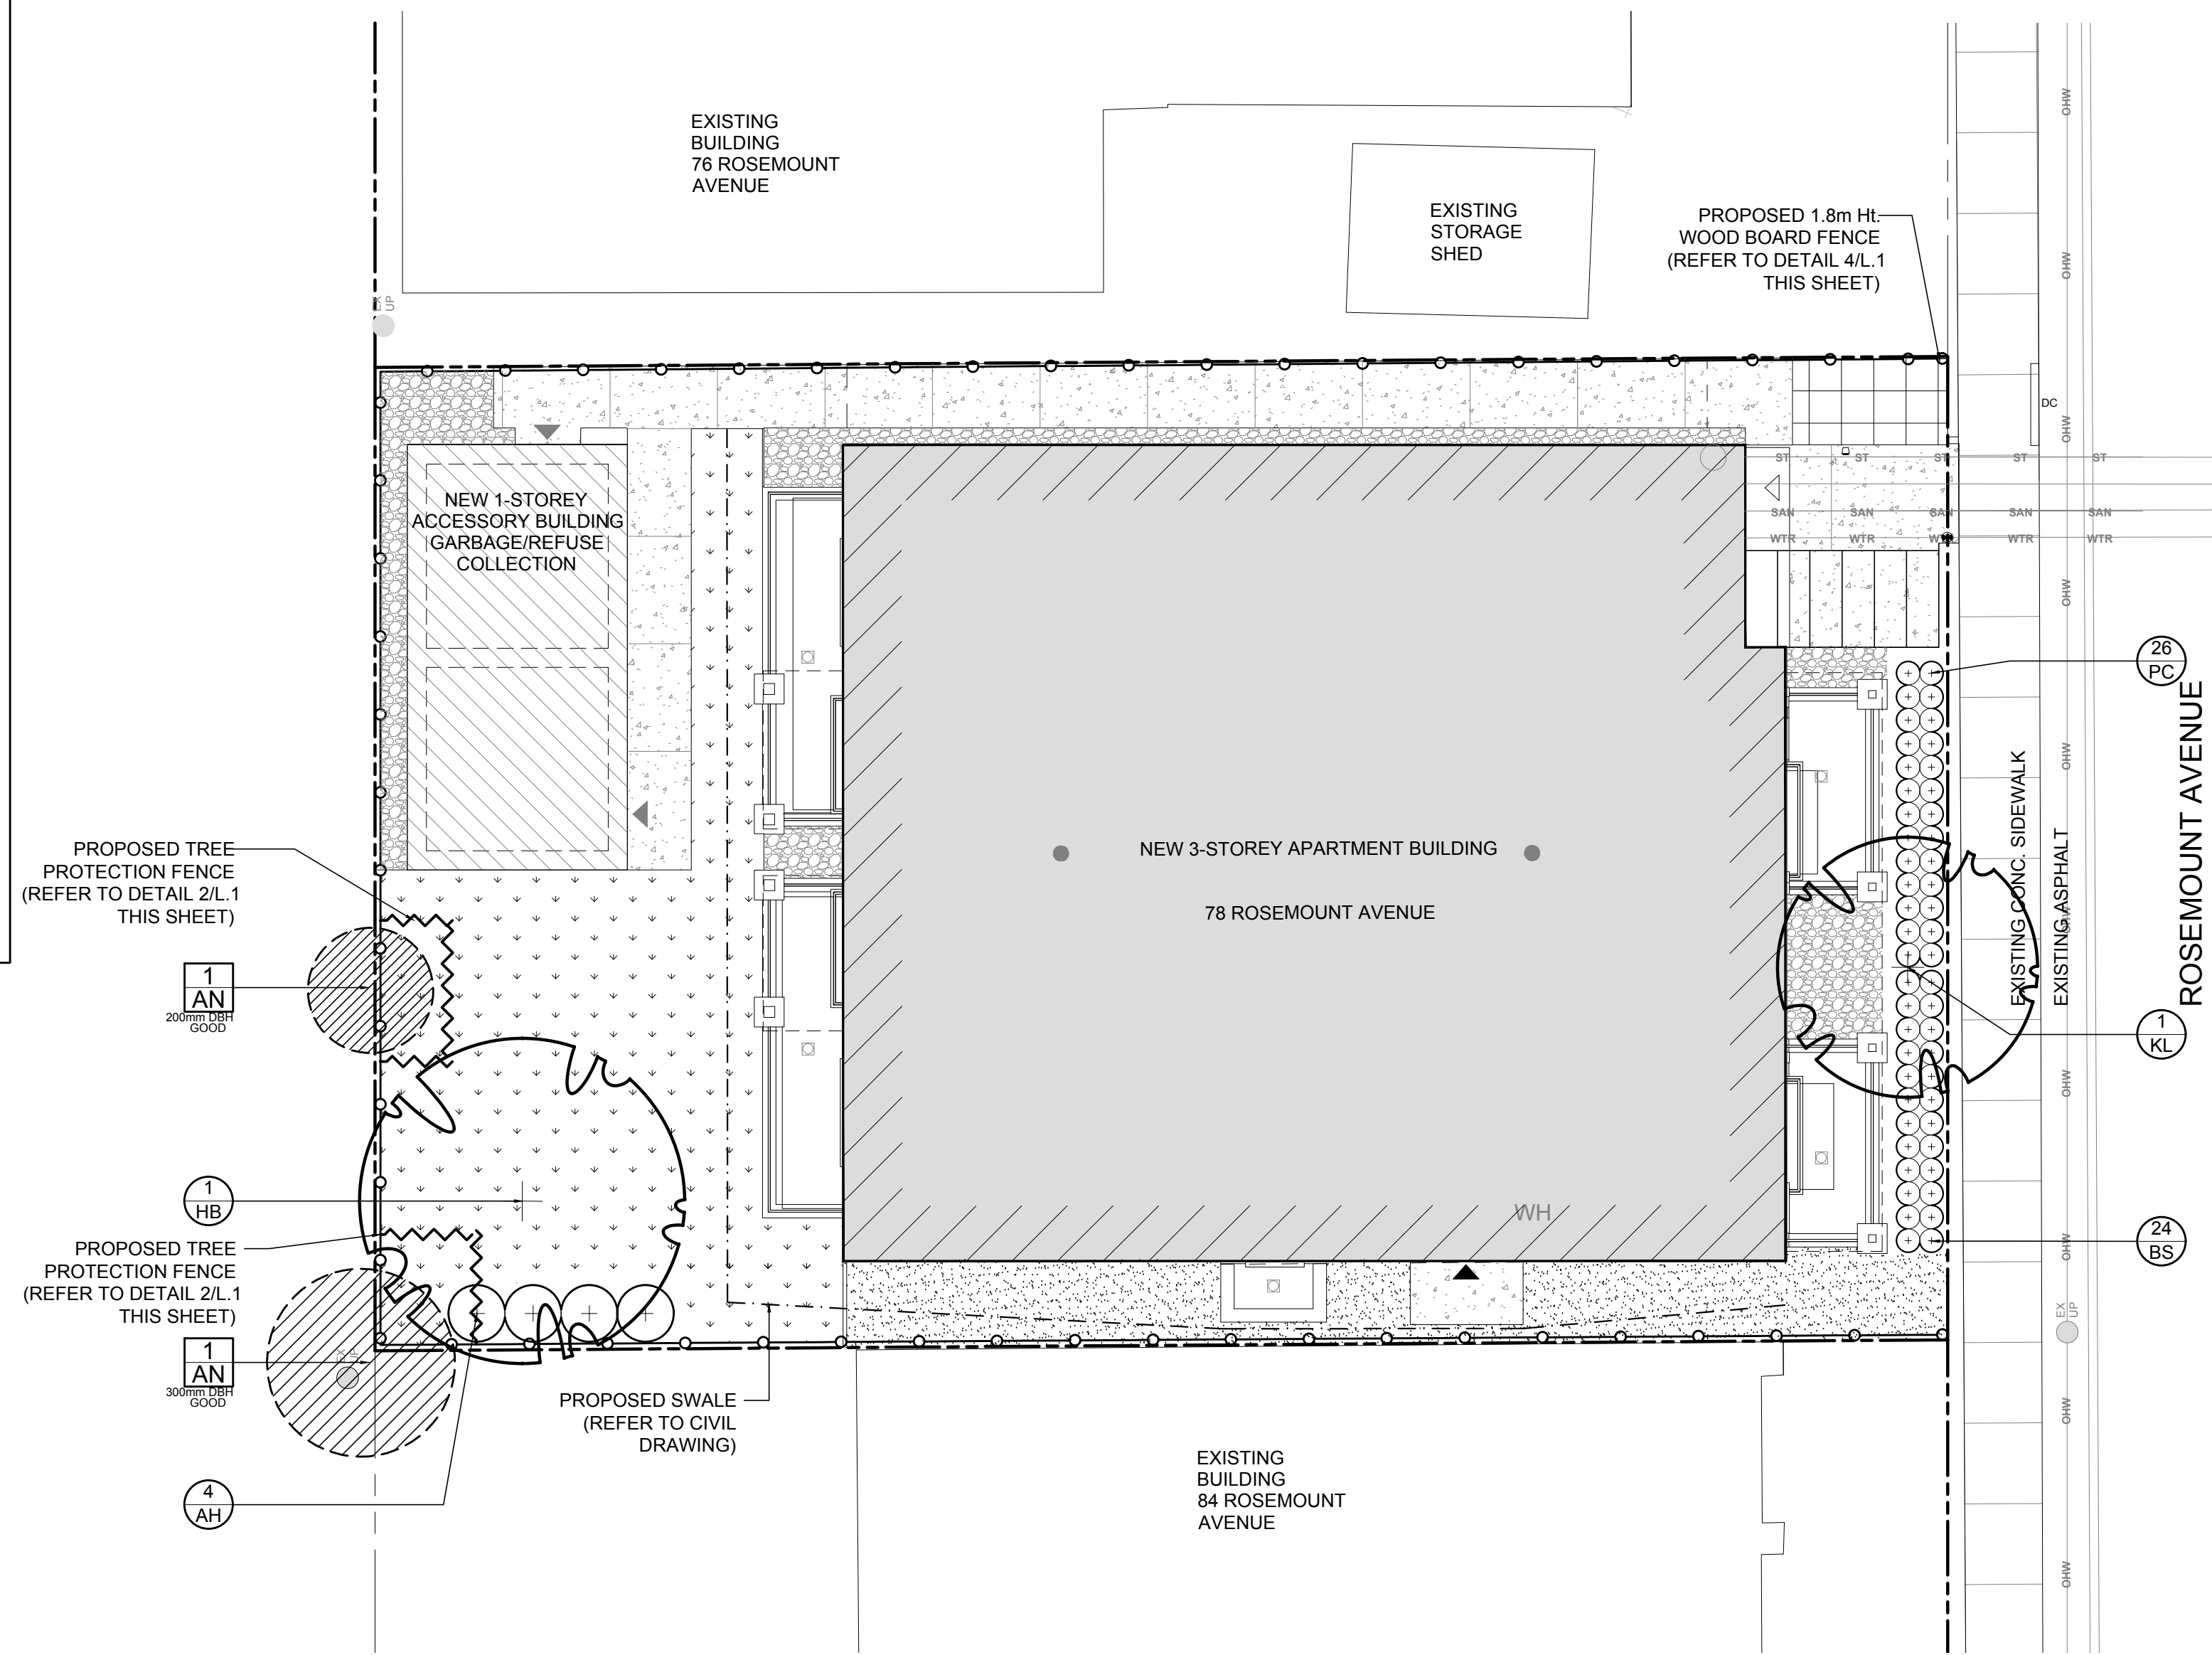 EXISTING
BUILDING
76 ROSEMOUNT
AVENUE
EXISTING
STORAGE
SHED
PROPOSED 1.8m Ht.
WOOD BOARD FENCE
(REFER TO DETAIL 4/L.1
THIS SHEET)
OHW
OHW
OHW
OHW
OHW
OHW
OHW
OHW
OHW
OHW
EX
UP
DC
ST
ST
ST
ST
ST
SAN
SAN
SAN
SAN
SAN
WTR
WTR
WTR
WTR
WTR
NEW 1-STOREY
ACCESSORY BUILDING
GARBAGE/REFUSE
COLLECTION
26
PC
ROSEMOUNT AVENUE
EXISTING CONC. SIDEWALK
EXISTING ASPHALT
PROPOSED TREE
PROTECTION FENCE
(REFER TO DETAIL 2/L.1
THIS SHEET)
NEW 3-STOREY APARTMENT BUILDING
78 ROSEMOUNT AVENUE
1
AN
200mm DBH
GOOD
1
KL
1
HB
WH
24
BS
PROPOSED TREE
PROTECTION FENCE
(REFER TO DETAIL 2/L.1
THIS SHEET)
EX
UP
1
AN
300mm DBH
GOOD
EX
UP
PROPOSED SWALE
(REFER TO CIVIL
DRAWING)
4
AH
EXISTING
BUILDING
84 ROSEMOUNT
AVENUE